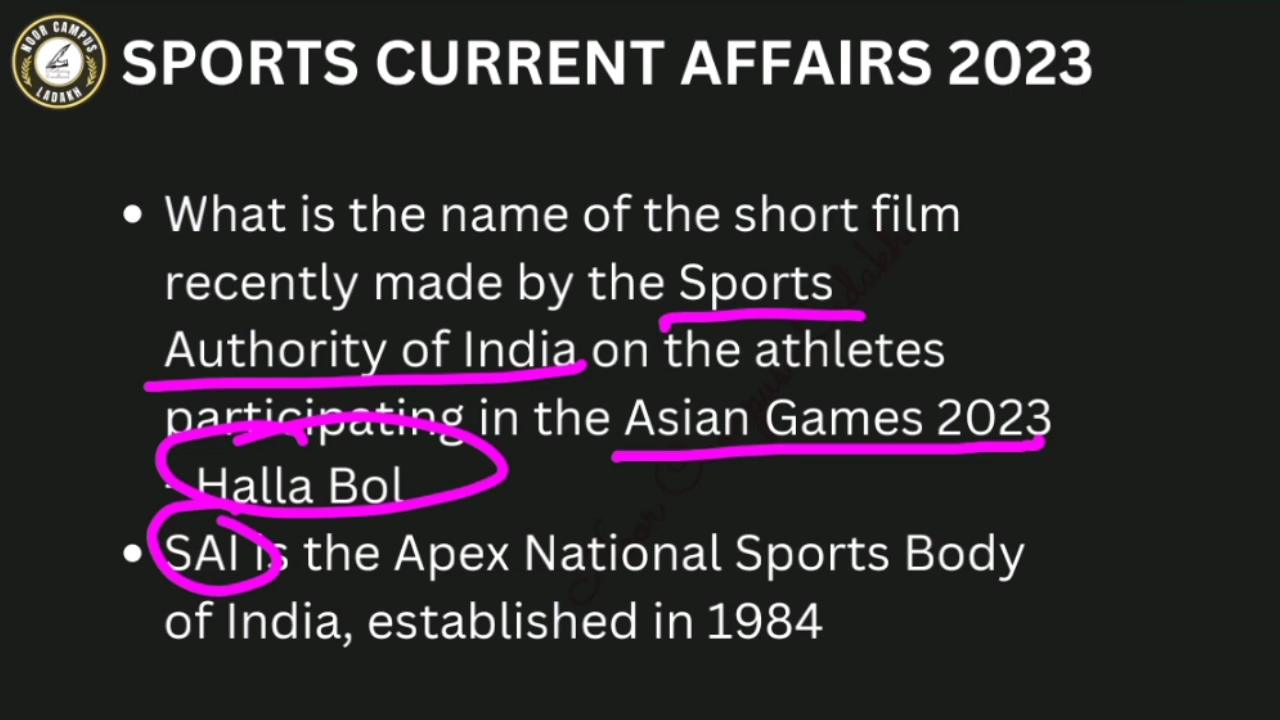 NOOR CAMPUS
LADAKH
SPORTS CURRENT AFFAIRS 2023
• What is the name of the short film
recently made by the Sports
Authority of India on the athletes
participating in the Asian Games 2023
- Halla Bol
• SAI is the Apex National Sports Body
of India, established in 1984